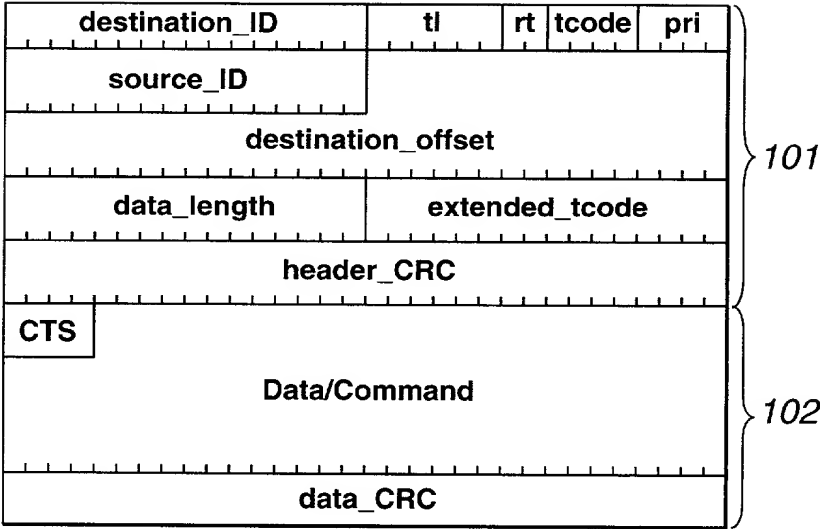 destination_ID tl rt tcode pri
source_ID
destination_offset
101
data_length extended_tcode
header_CRC
CTS
Data/Command
102
data_CRC